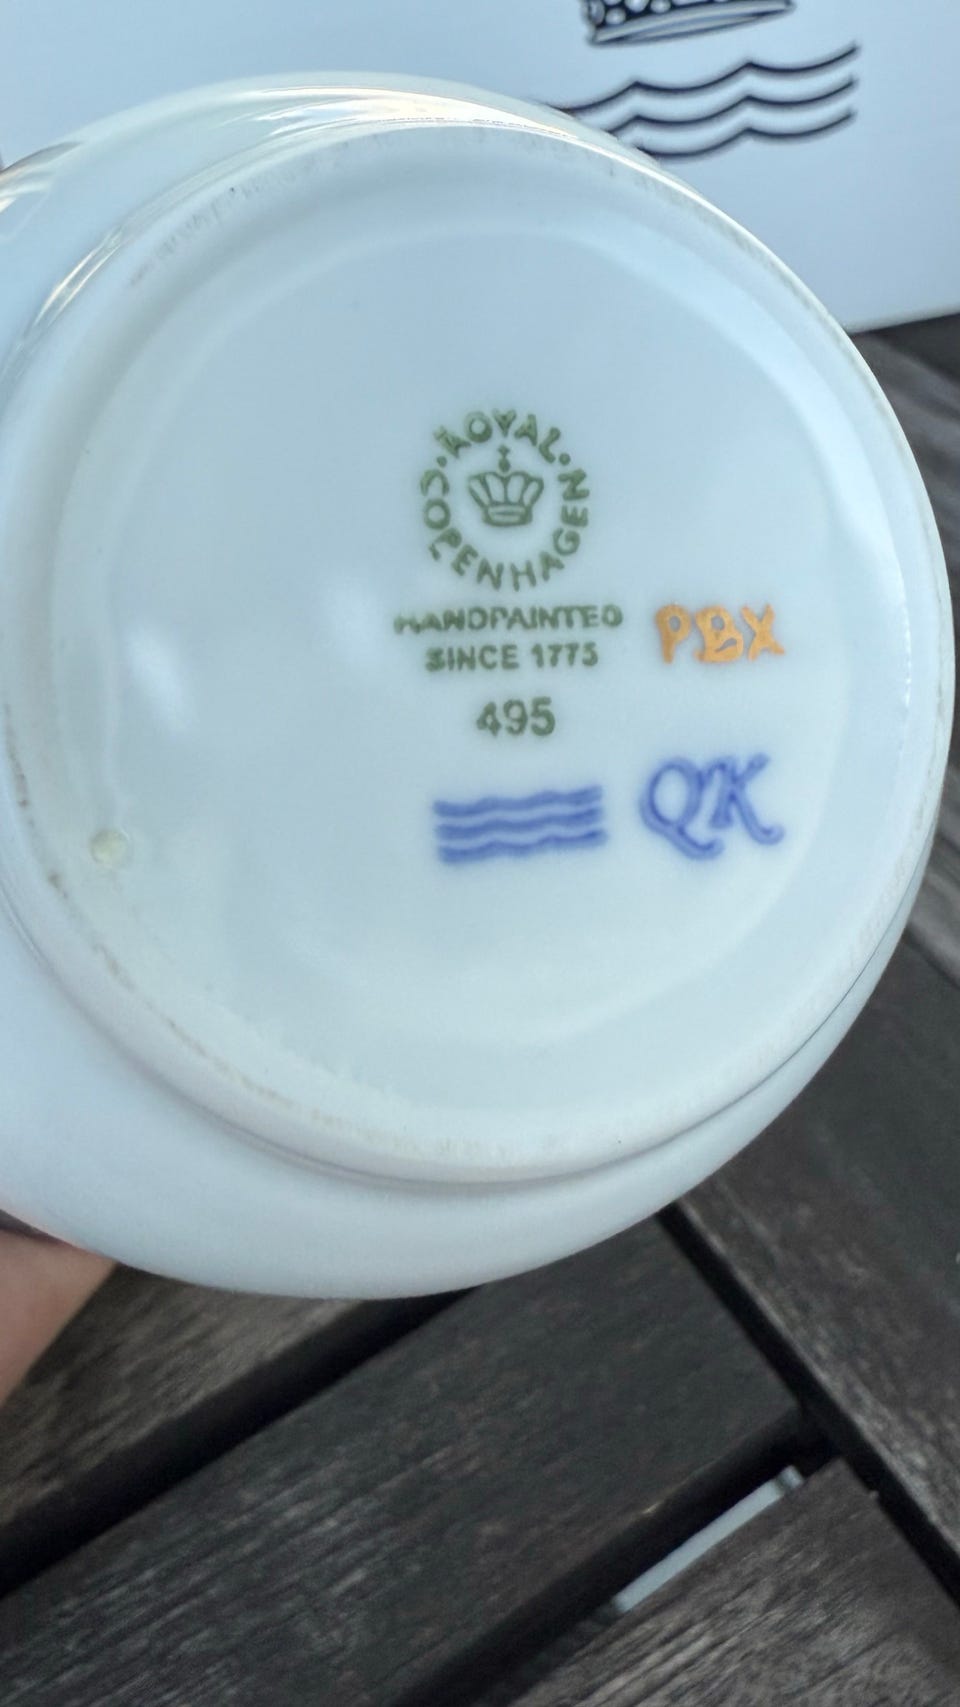 ROYAL · COPENHAGEN ·
HANDPAINTED
SINCE 1775
PBX
495
QK